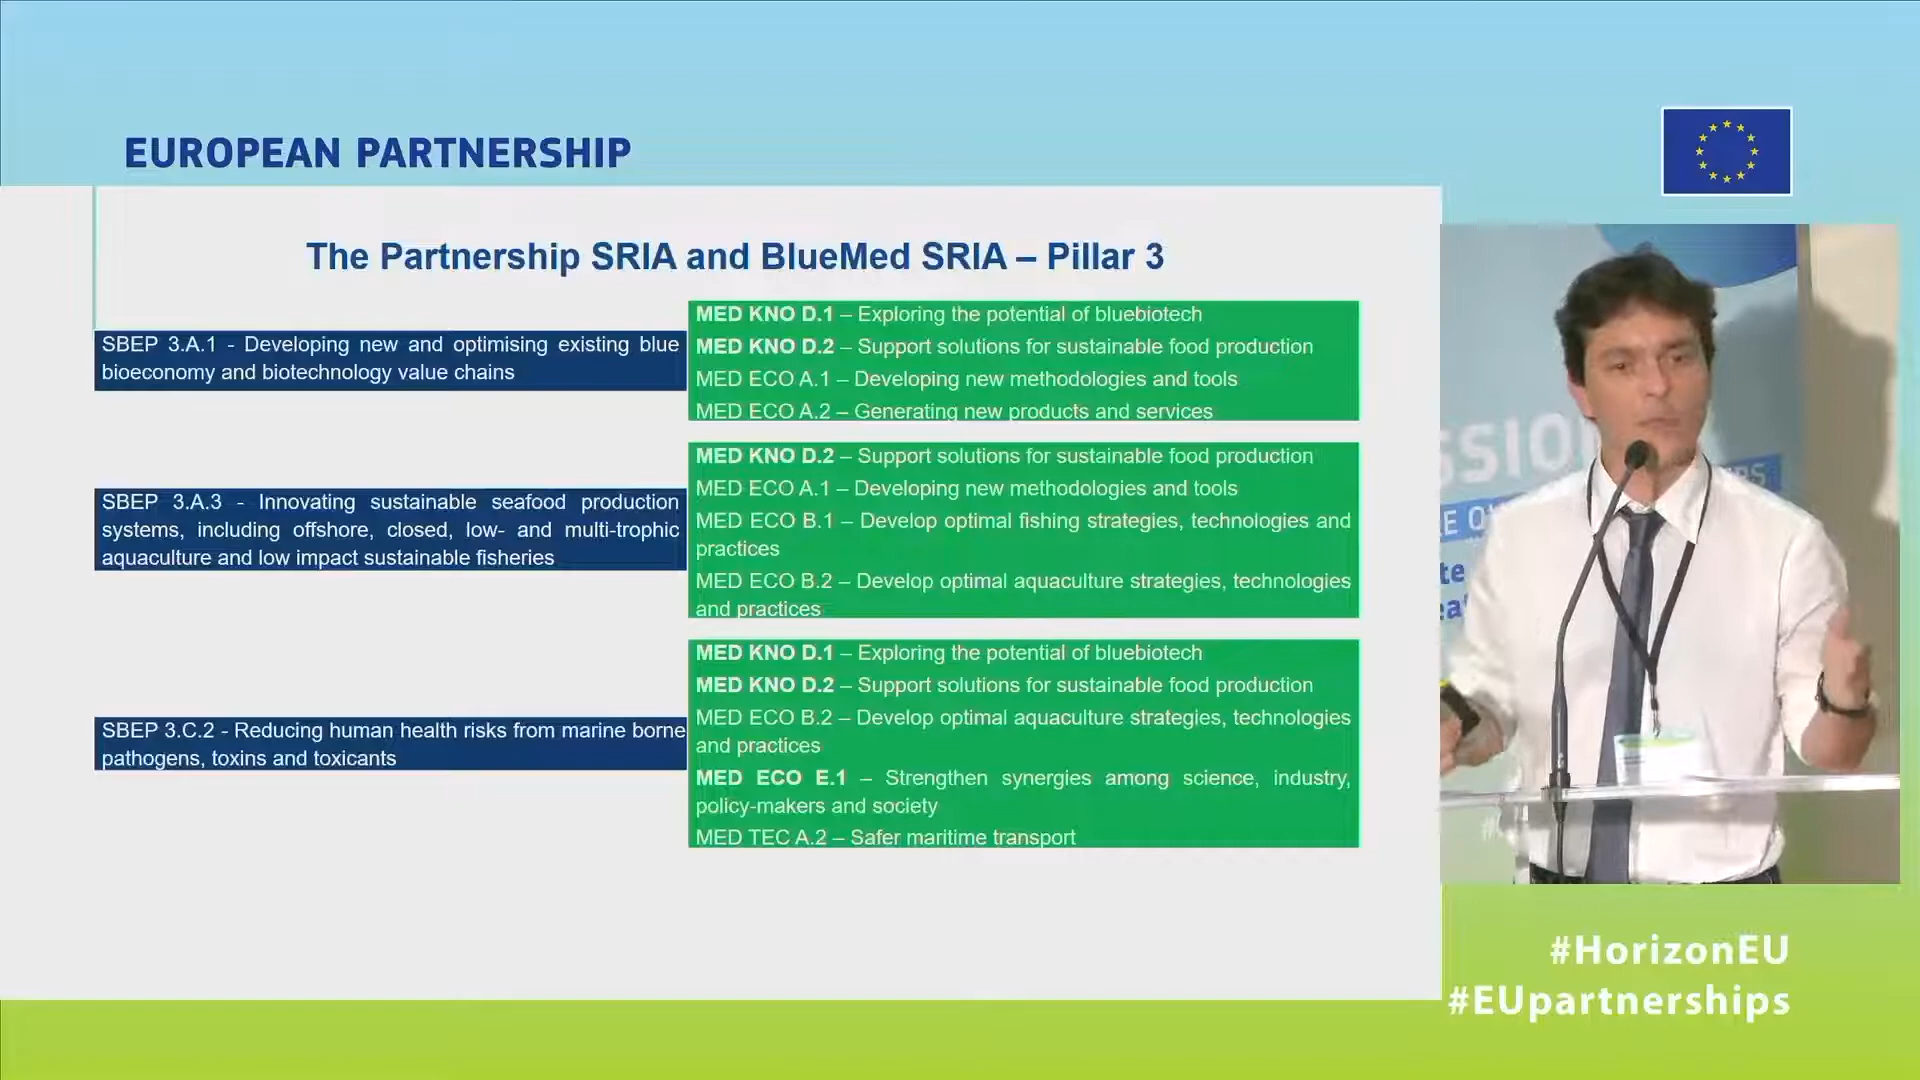 EUROPEAN PARTNERSHIP
The Partnership SRIA and BlueMed SRIA – Pillar 3
SBEP 3.A.1 - Developing new and optimising existing blue
bioeconomy and biotechnology value chains
MED KNO D.1 – Exploring the potential of bluebiotech
MED KNO D.2 – Support solutions for sustainable food production
MED ECO A.1 – Developing new methodologies and tools
MED ECO A.2 – Generating new products and services
SBEP 3.A.3 - Innovating sustainable seafood production
systems, including offshore, closed, low- and multi-trophic
aquaculture and low impact sustainable fisheries
MED KNO D.2 – Support solutions for sustainable food production
MED ECO A.1 – Developing new methodologies and tools
MED ECO B.1 – Develop optimal fishing strategies, technologies and
practices
MED ECO B.2 – Develop optimal aquaculture strategies, technologies
and practices
SBEP 3.C.2 - Reducing human health risks from marine borne
pathogens, toxins and toxicants
MED KNO D.1 – Exploring the potential of bluebiotech
MED KNO D.2 – Support solutions for sustainable food production
MED ECO B.2 – Develop optimal aquaculture strategies, technologies
and practices
MED ECO E.1 – Strengthen synergies among science, industry,
policy-makers and society
MED TEC A.2 – Safer maritime transport
#HorizonEU
#EUpartnerships